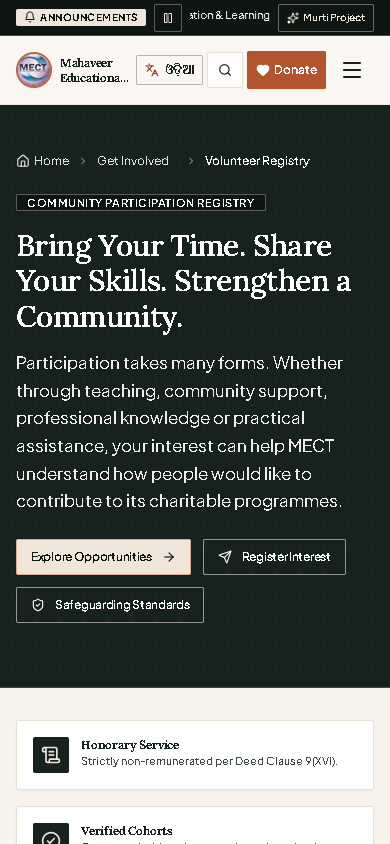 ANNOUNCEMENTS
ation & Learning
Murti Project
MECT
Mahaveer
Educationa...
ଓଡ଼ିଆ
Donate
Home
Get Involved
Volunteer Registry
COMMUNITY PARTICIPATION REGISTRY
Bring Your Time. Share
Your Skills. Strengthen a
Community.
Participation takes many forms. Whether
through teaching, community support,
professional knowledge or practical
assistance, your interest can help MECT
understand how people would like to
contribute to its charitable programmes.
Explore Opportunities
Register Interest
Safeguarding Standards
Honorary Service
Strictly non-remunerated per Deed Clause 9(XVI).
Verified Cohorts